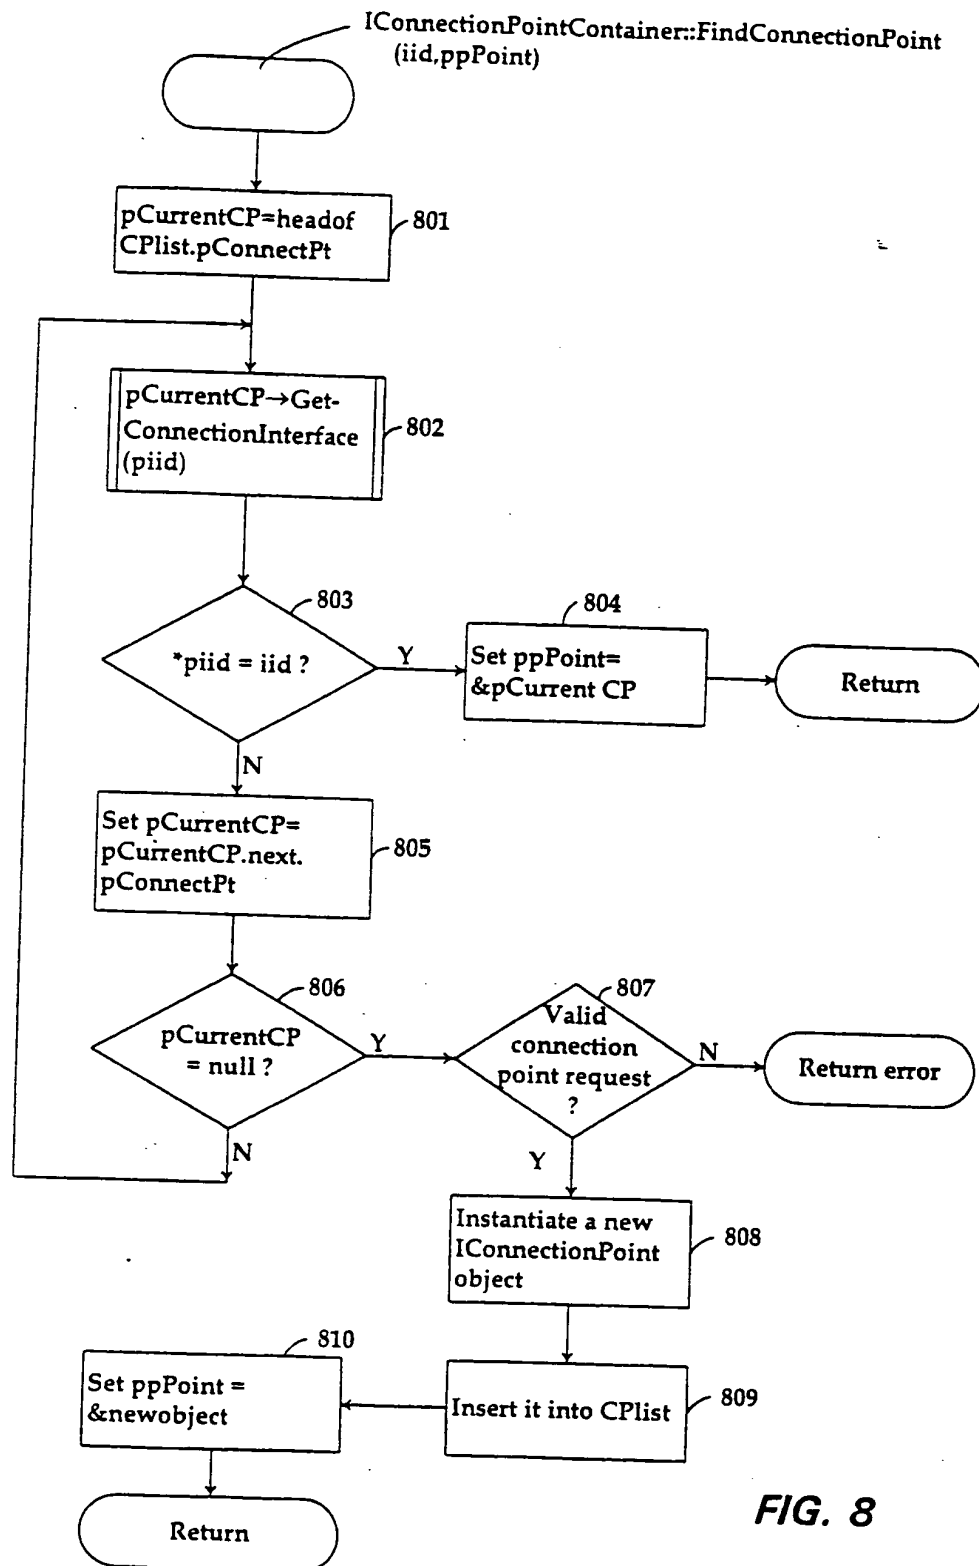 IConnectionPointContainer::FindConnectionPoint
(iid,ppPoint)
pCurrentCP=headof
CPlist.pConnectPt
801
pCurrentCP→Get-
ConnectionInterface
(piid)
802
803
*piid = iid ?
Y
804
Set ppPoint=
&pCurrent CP
Return
N
Set pCurrentCP=
pCurrentCP.next.
pConnectPt
805
806
pCurrentCP
= null ?
Y
807
Valid
connection
point request
?
N
Return error
N
Y
Instantiate a new
IConnectionPoint
object
808
Insert it into CPlist
809
810
Set ppPoint =
&newobject
Return
FIG. 8